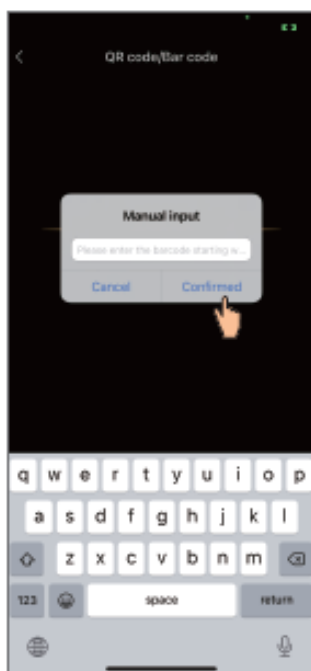 QR code/Bar code
Manual input
Please enter the barcode starting w...
Cancel Confirmed
q w e r t y u i o p
a s d f g h j k l
z x c v b n m
123 space return